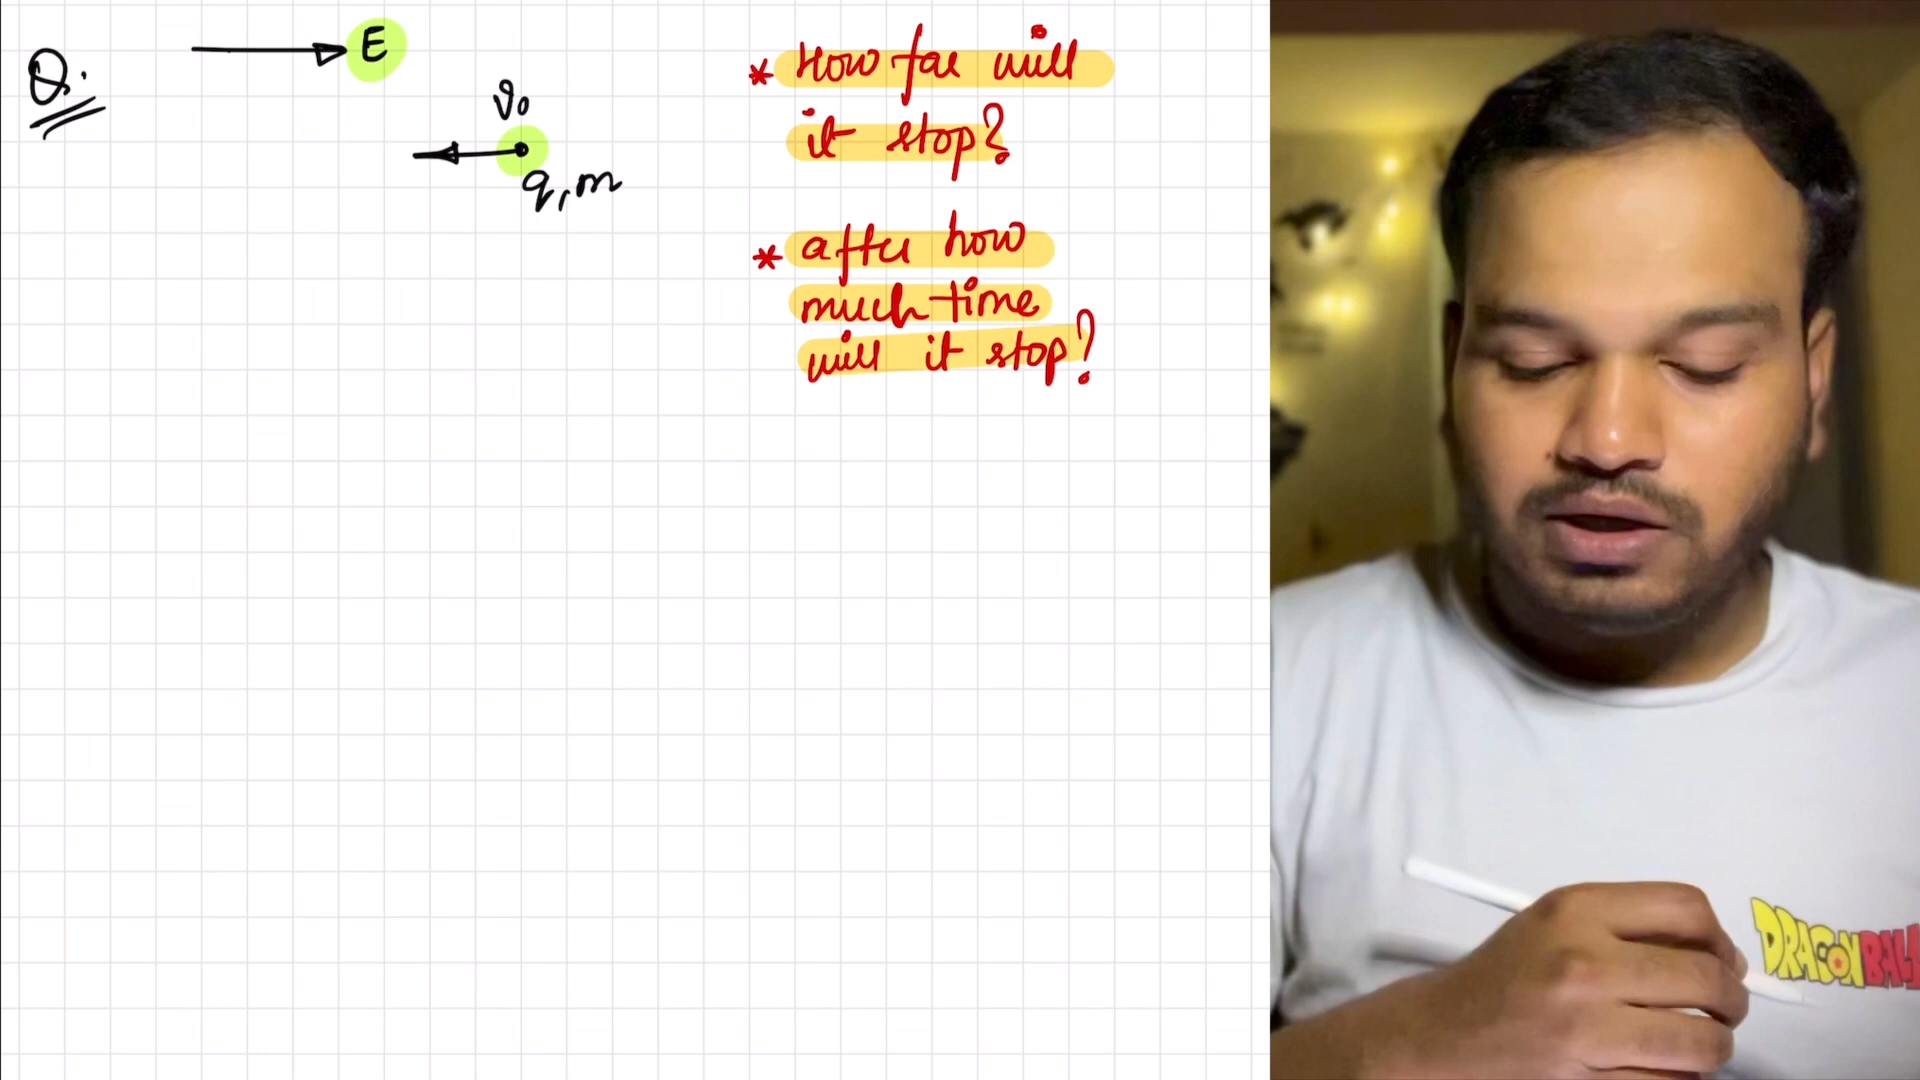 Q.
E
v₀
q, m
* How far will
it stop?
* after how
much time
will it stop?
DRAGON BALL